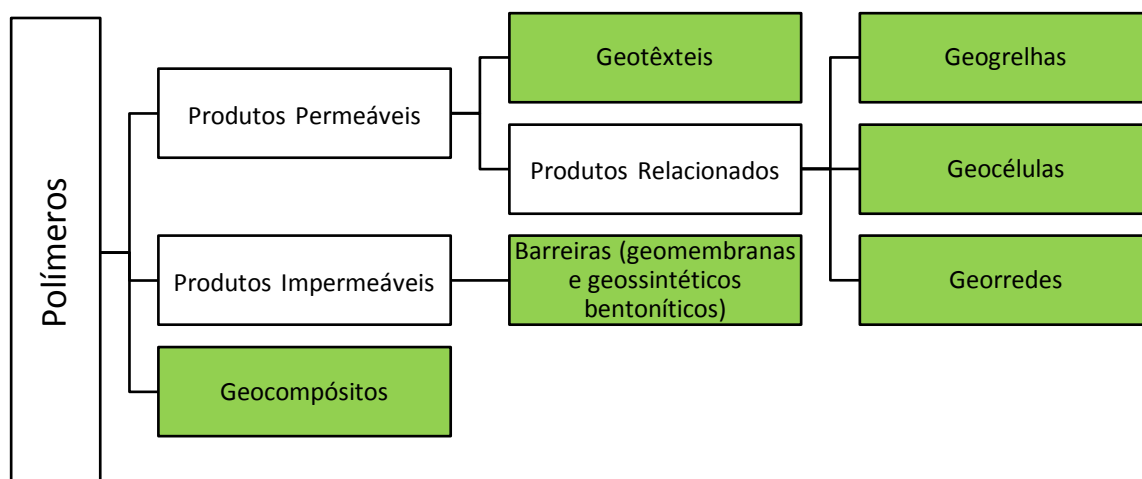 Polímeros
Produtos Permeáveis
Geotêxteis
Produtos Relacionados
Geogrelhas
Geocélulas
Georredes
Produtos Impermeáveis
Barreiras (geomembranas
e geossintéticos
bentoníticos)
Geocompósitos